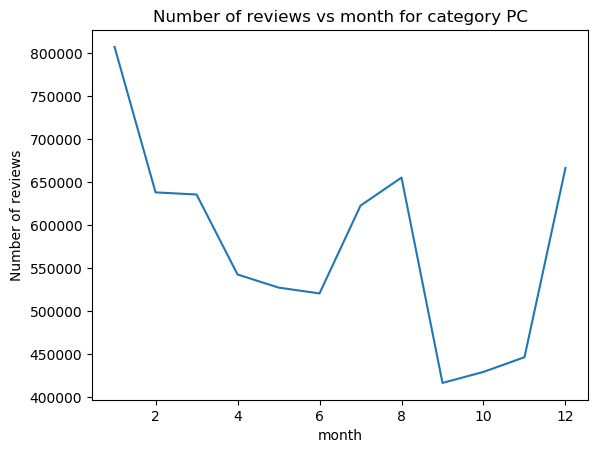 Number of reviews vs month for category PC
800000
750000
700000
650000
600000
550000
500000
450000
400000
Number of reviews
2 4 6 8 10 12
month